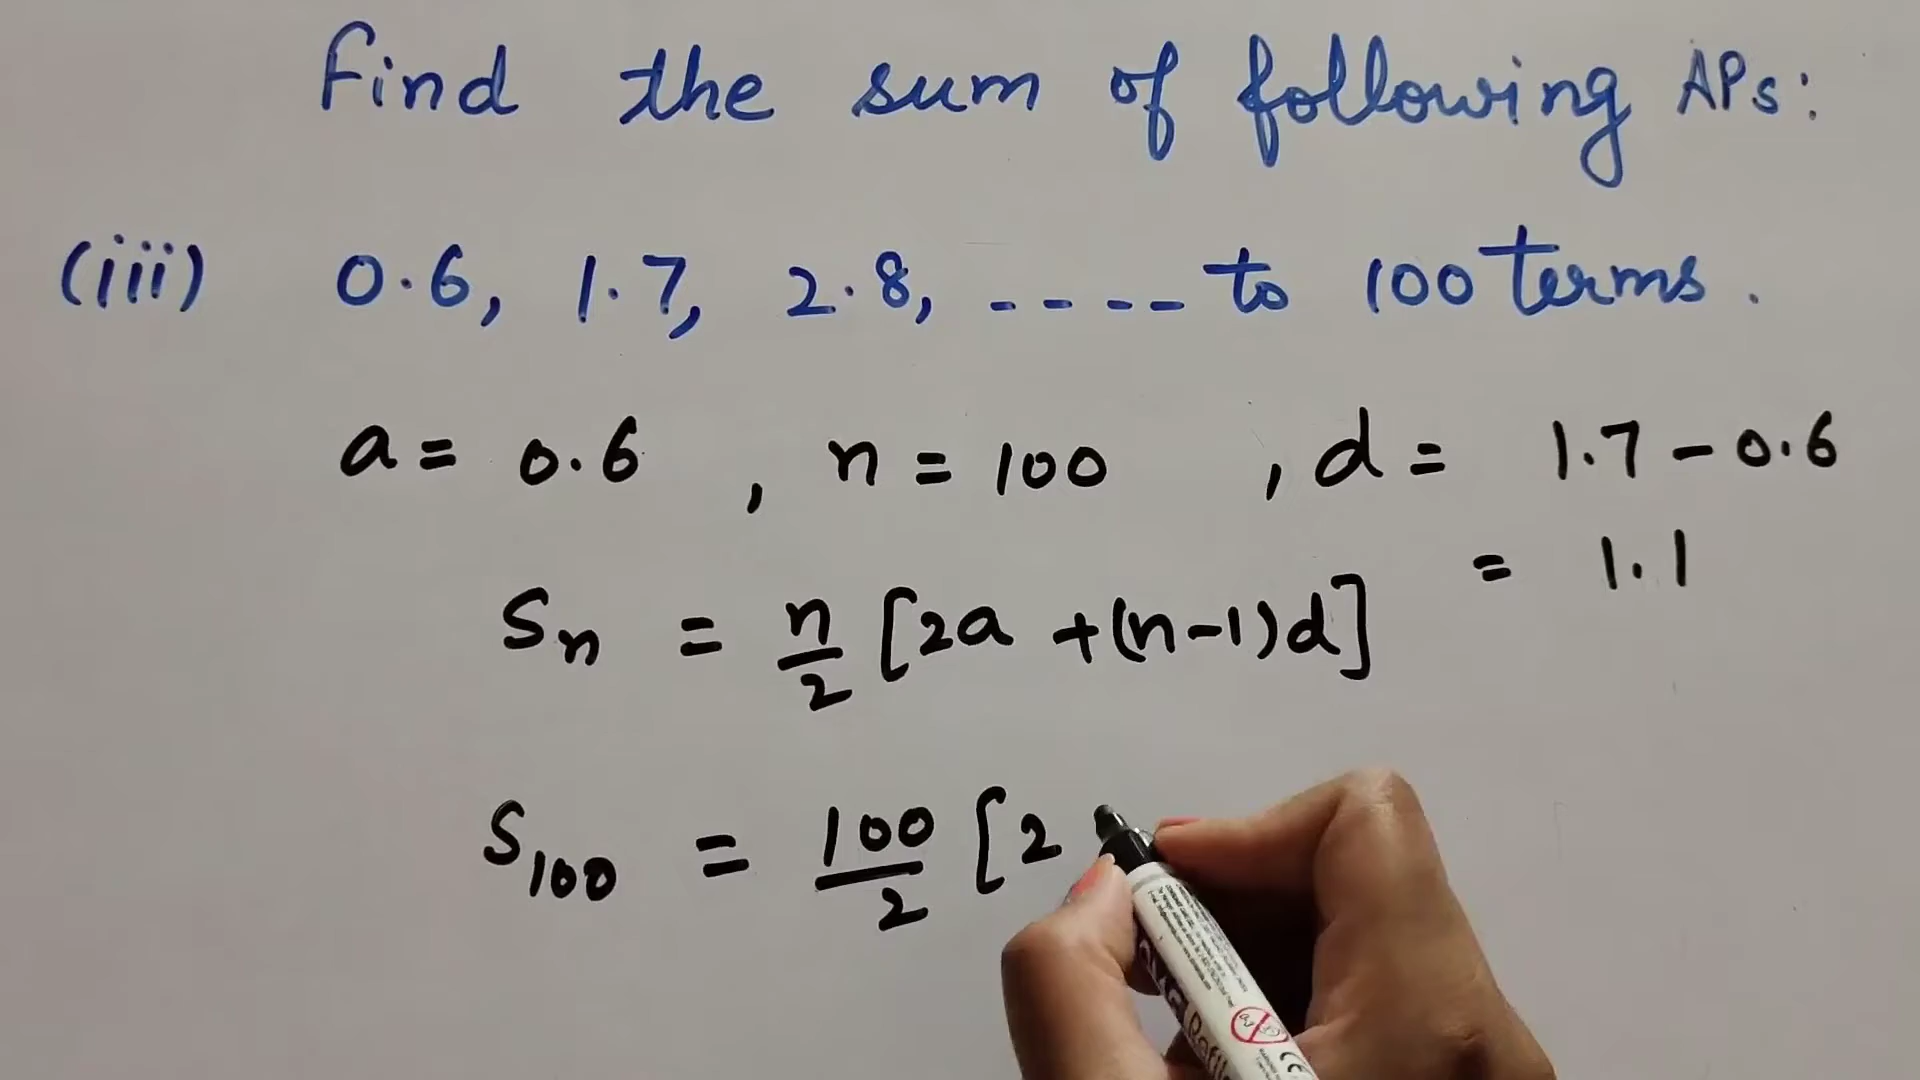 Find the sum of following APs:
(iii) 0.6, 1.7, 2.8, ---- to 100 terms.
a = 0.6 , n = 100 , d = 1.7 - 0.6
= 1.1
Sn = n/2 [2a + (n-1)d]
S100 = 100/2 [2